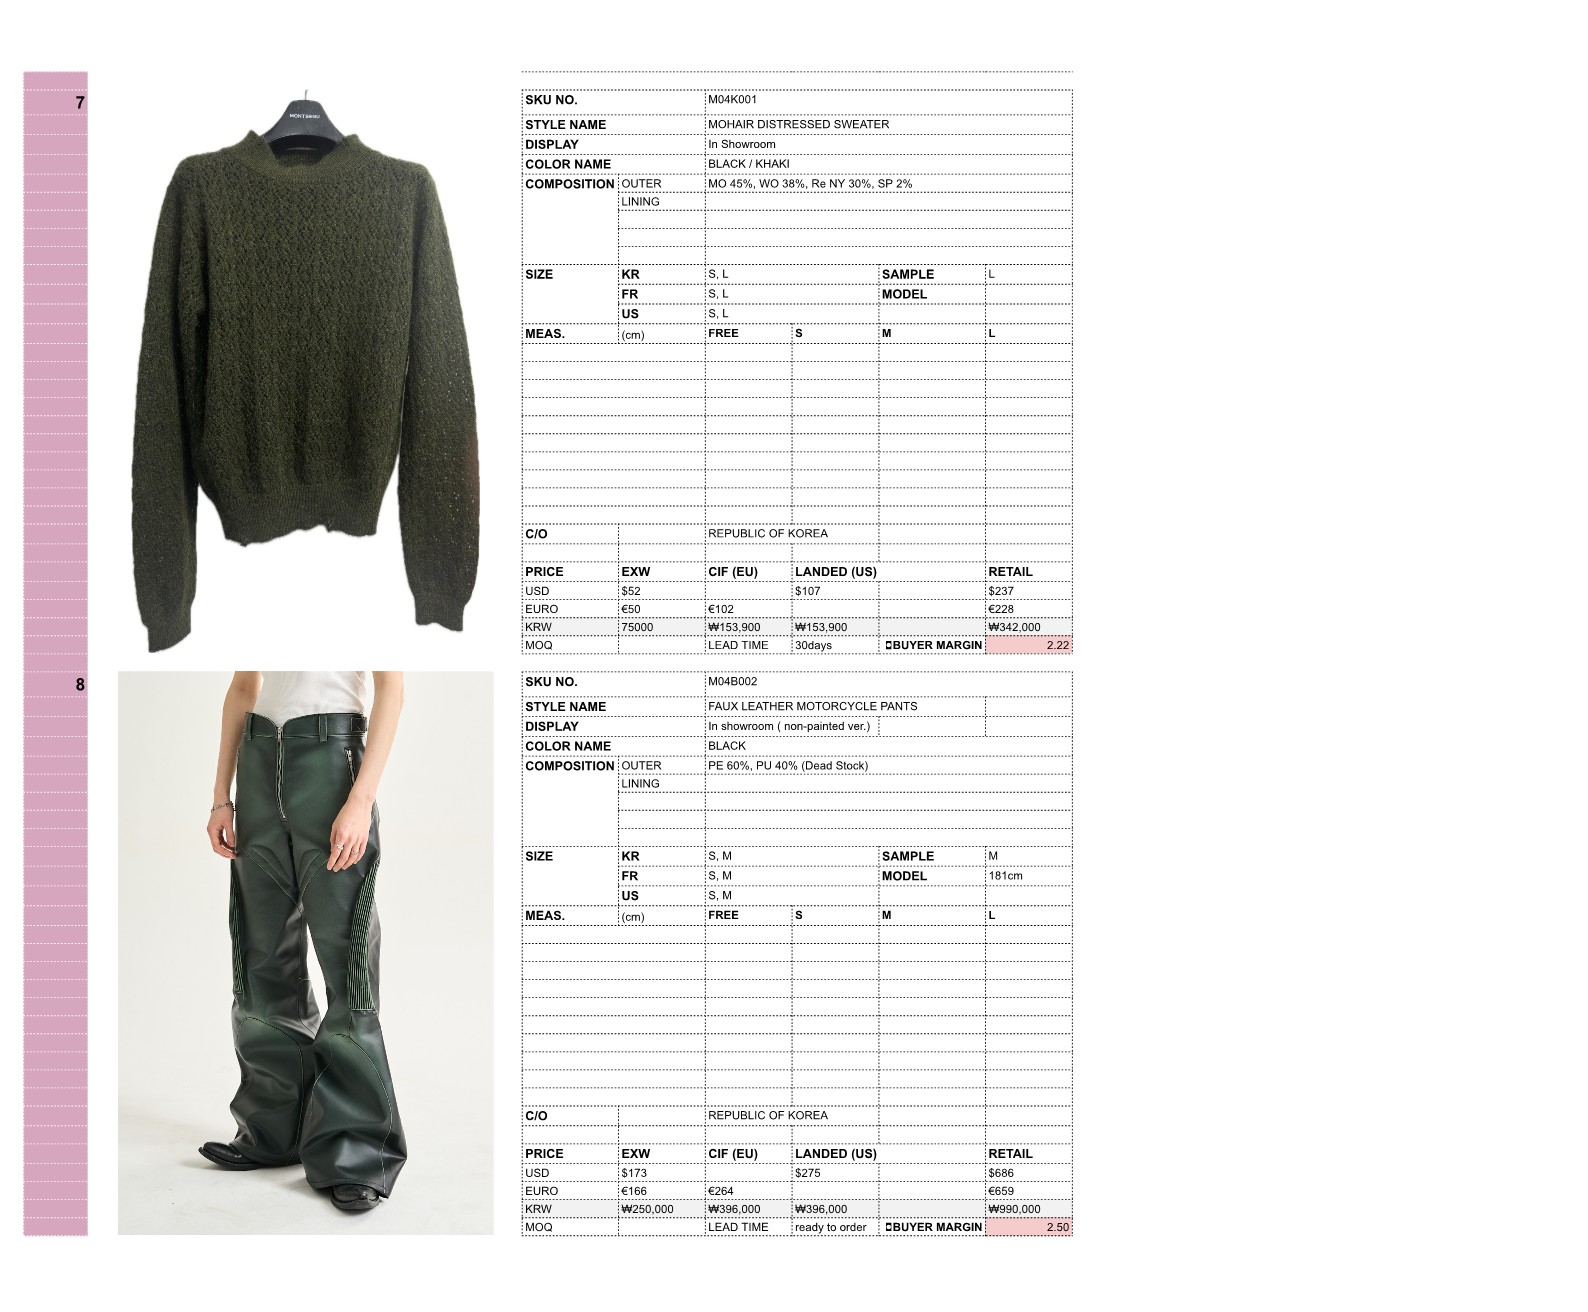 7
MONTSENU
SKU NO. M04K001
STYLE NAME MOHAIR DISTRESSED SWEATER
DISPLAY In Showroom
COLOR NAME BLACK / KHAKI
COMPOSITION OUTER MO 45%, WO 38%, Re NY 30%, SP 2%
LINING
SIZE KR S, L SAMPLE L
FR S, L MODEL
US S, L
MEAS. (cm) FREE S M L
C/O REPUBLIC OF KOREA
PRICE EXW CIF (EU) LANDED (US) RETAIL
USD $52 $107 $237
EURO €50 €102 €228
KRW 75000 ₩153,900 ₩153,900 ₩342,000
MOQ LEAD TIME 30days BUYER MARGIN 2.22
8
SKU NO. M04B002
STYLE NAME FAUX LEATHER MOTORCYCLE PANTS
DISPLAY In showroom ( non-painted ver.)
COLOR NAME BLACK
COMPOSITION OUTER PE 60%, PU 40% (Dead Stock)
LINING
SIZE KR S, M SAMPLE M
FR S, M MODEL 181cm
US S, M
MEAS. (cm) FREE S M L
C/O REPUBLIC OF KOREA
PRICE EXW CIF (EU) LANDED (US) RETAIL
USD $173 $275 $686
EURO €166 €264 €659
KRW ₩250,000 ₩396,000 ₩396,000 ₩990,000
MOQ LEAD TIME ready to order BUYER MARGIN 2.50